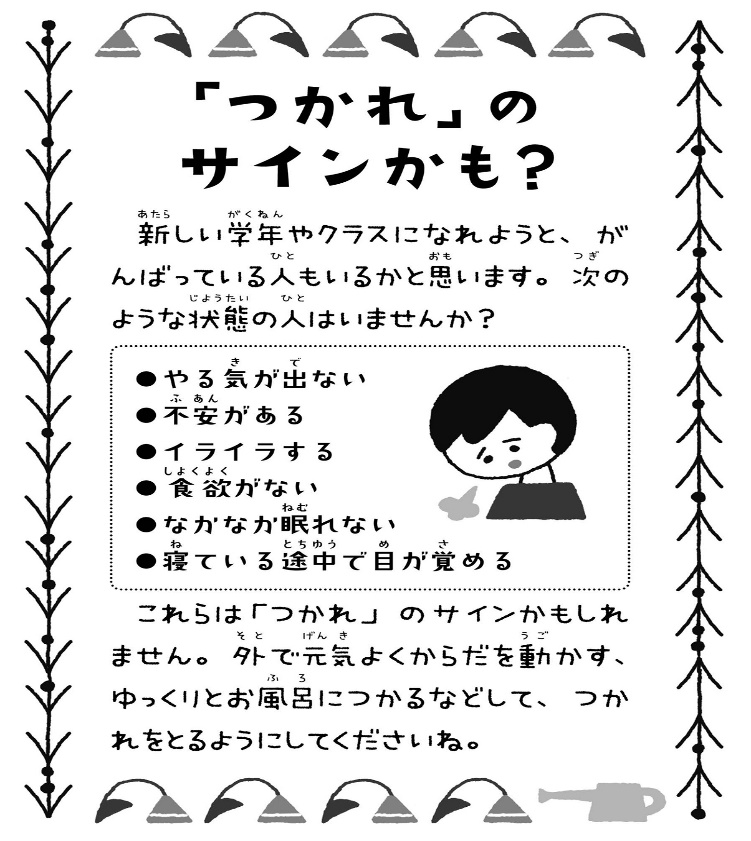 「つかれ」の
サインかも?
新しい学年やクラスになれようと、が
んばっている人もいるかと思います。次の
ような状態の人はいませんか?
●やる気が出ない
●不安がある
●イライラする
●食欲がない
●なかなか眠れない
●寝ている途中で目が覚める
これらは「つかれ」のサインかもしれ
ません。外で元気よくからだを動かす、
ゆっくりとお風呂につかるなどして、つか
れをとるようにしてくださいね。